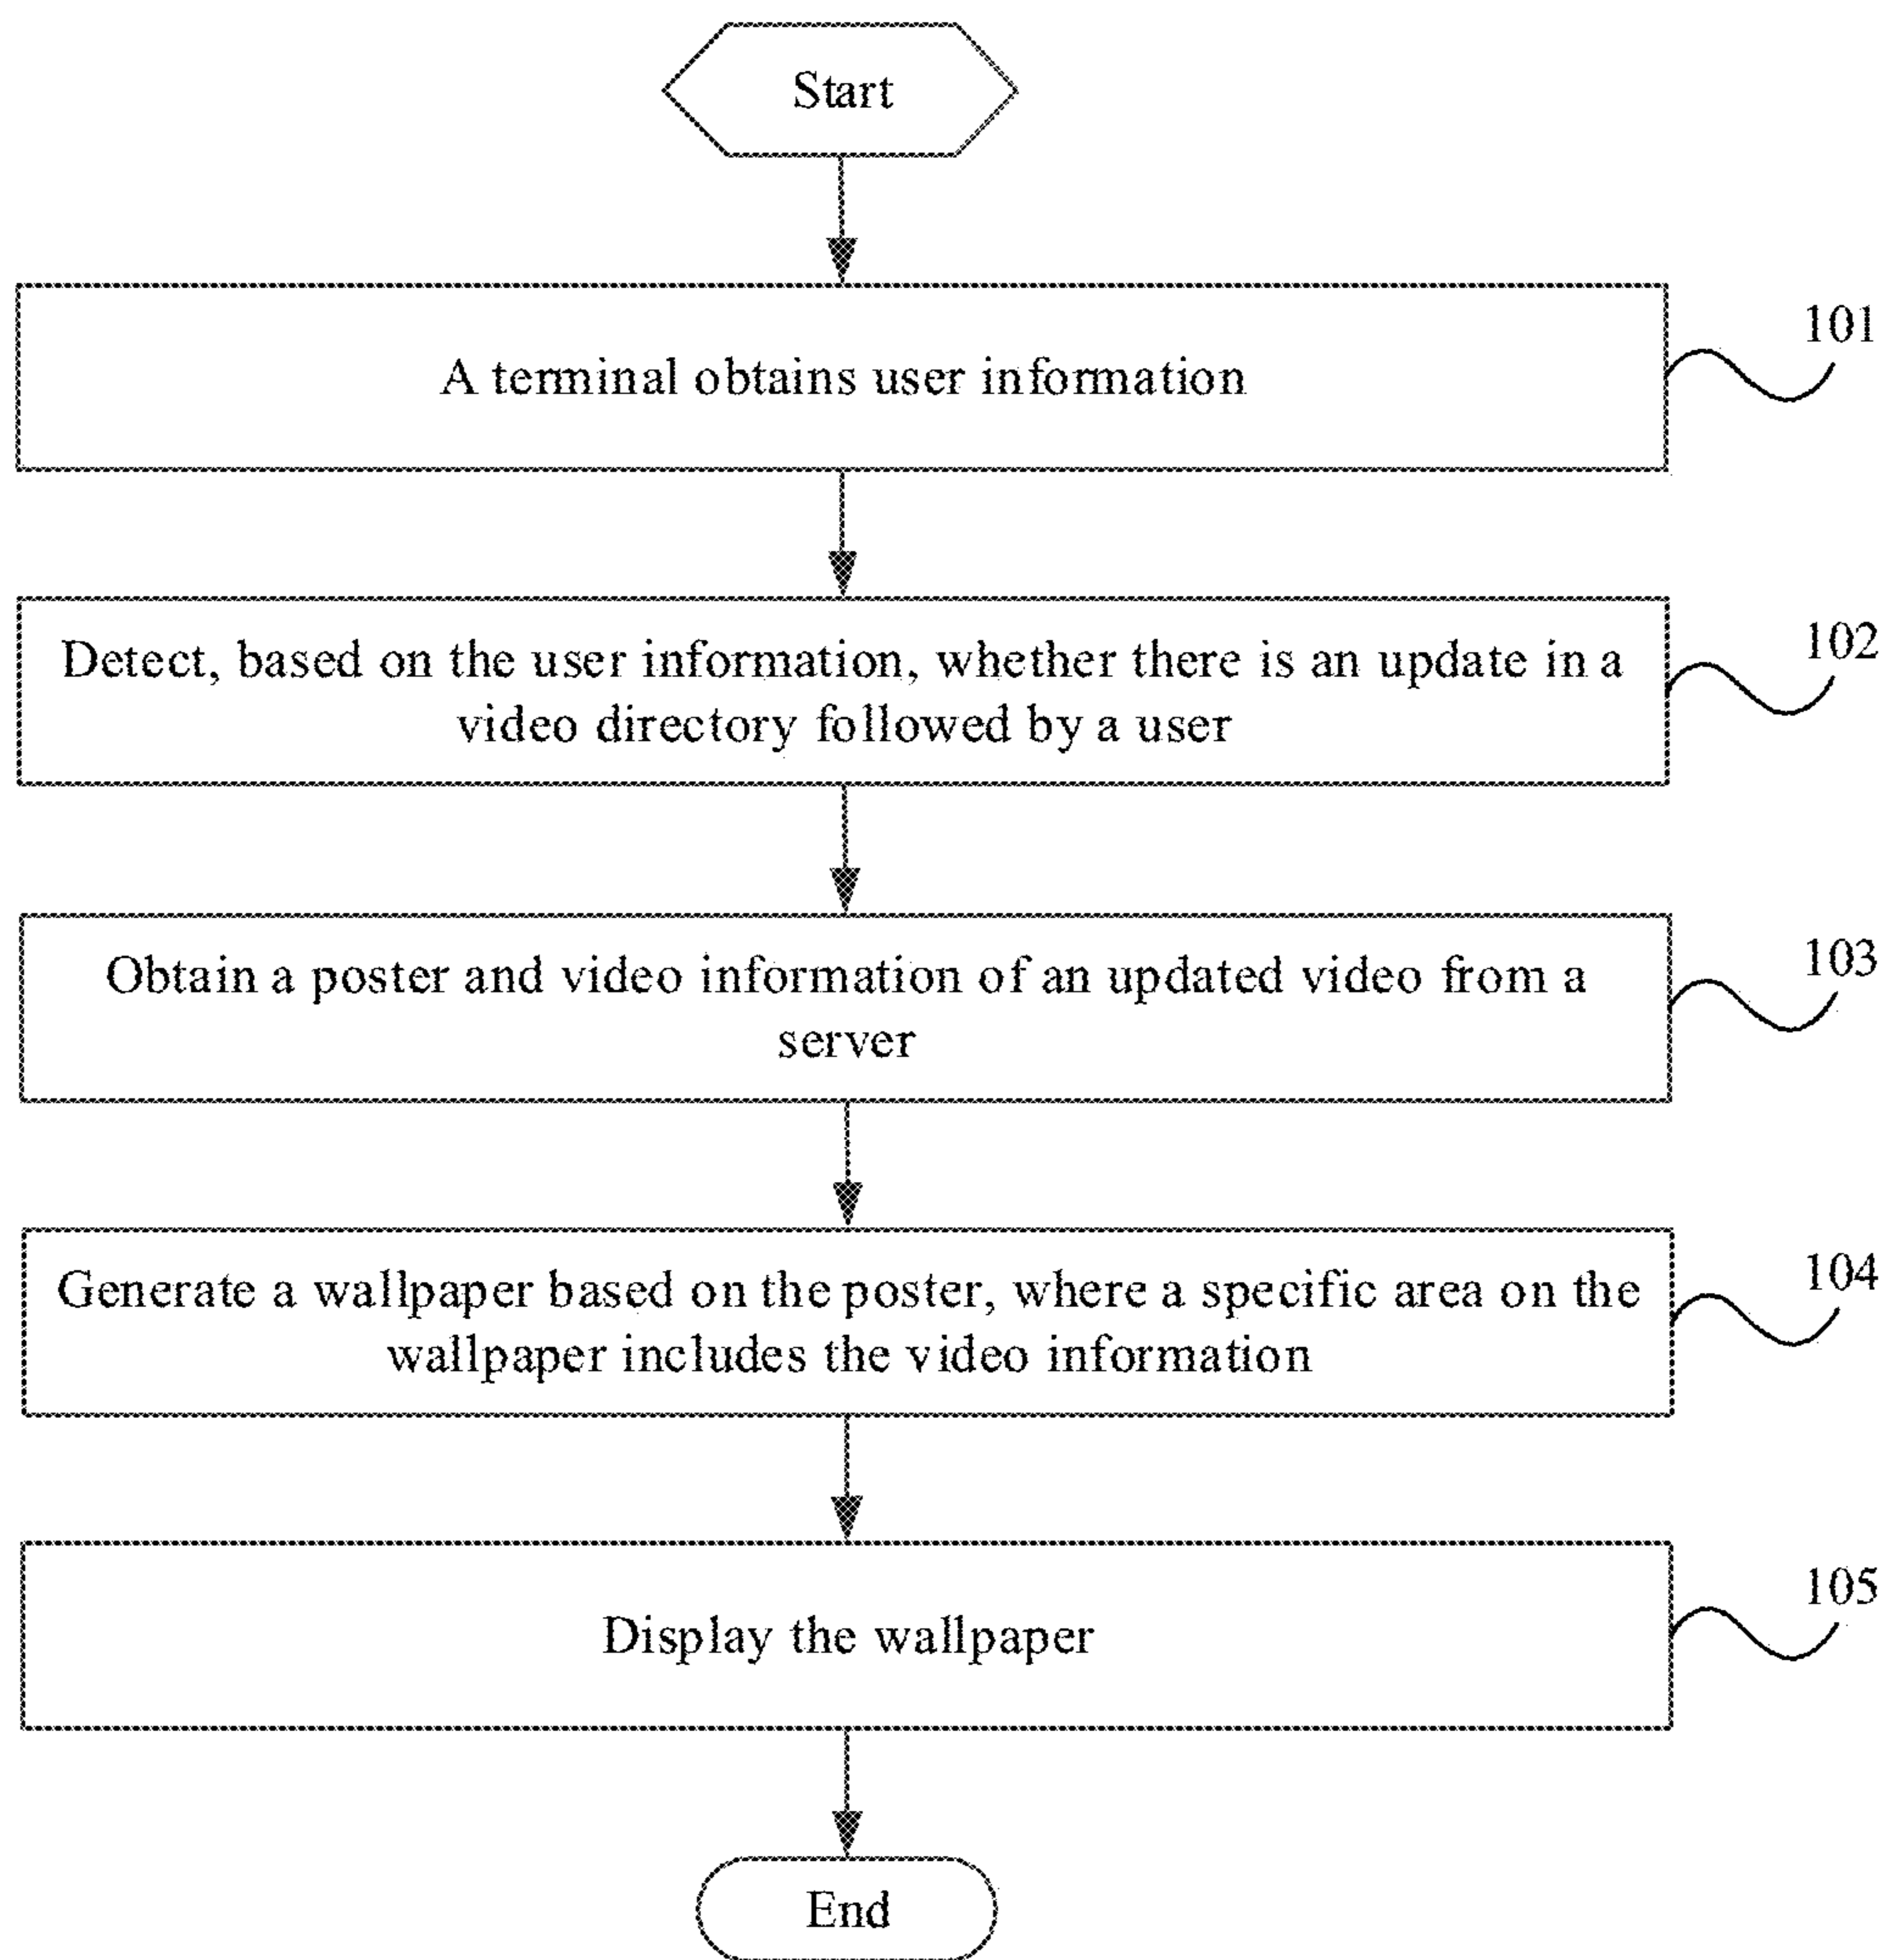 Start
A terminal obtains user information
101
Detect, based on the user information, whether there is an update in a
video directory followed by a user
102
Obtain a poster and video information of an updated video from a
server
103
Generate a wallpaper based on the poster, where a specific area on the
wallpaper includes the video information
104
Display the wallpaper
105
End